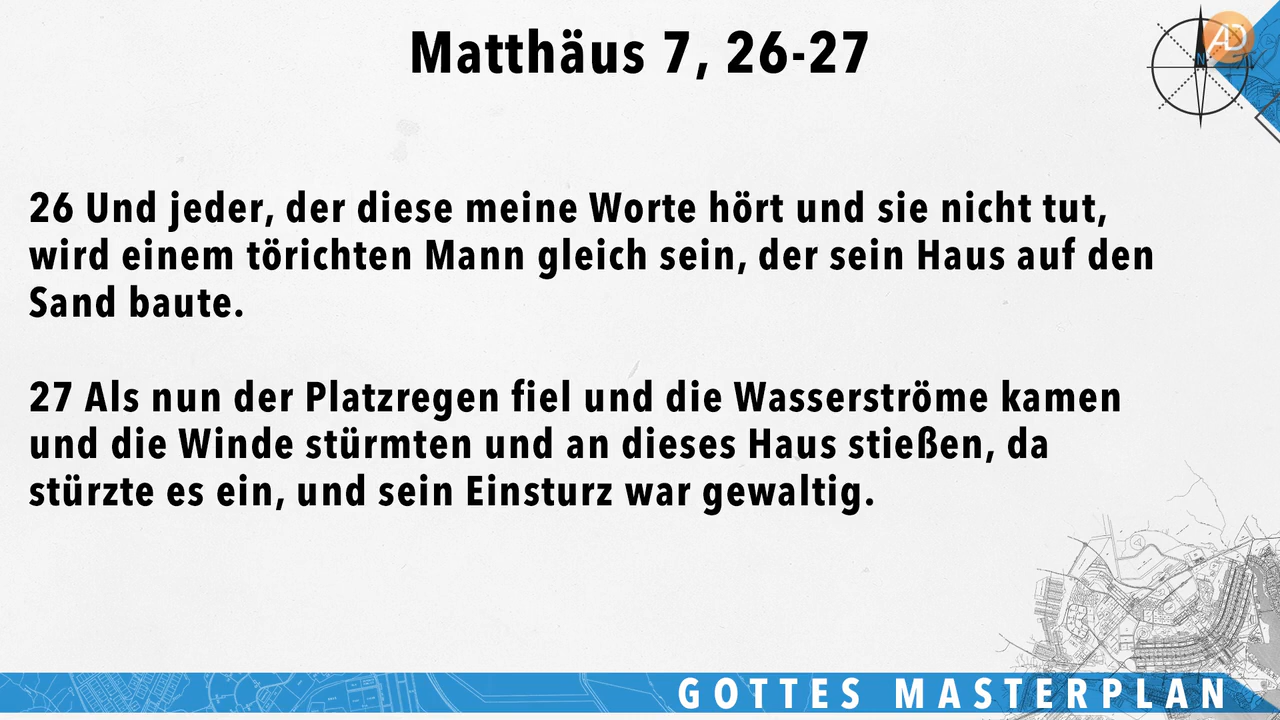 Matthäus 7, 26-27
AD
N
26 Und jeder, der diese meine Worte hört und sie nicht tut,
wird einem törichten Mann gleich sein, der sein Haus auf den
Sand baute.
27 Als nun der Platzregen fiel und die Wasserströme kamen
und die Winde stürmten und an dieses Haus stießen, da
stürzte es ein, und sein Einsturz war gewaltig.
GOTTES MASTERPLAN